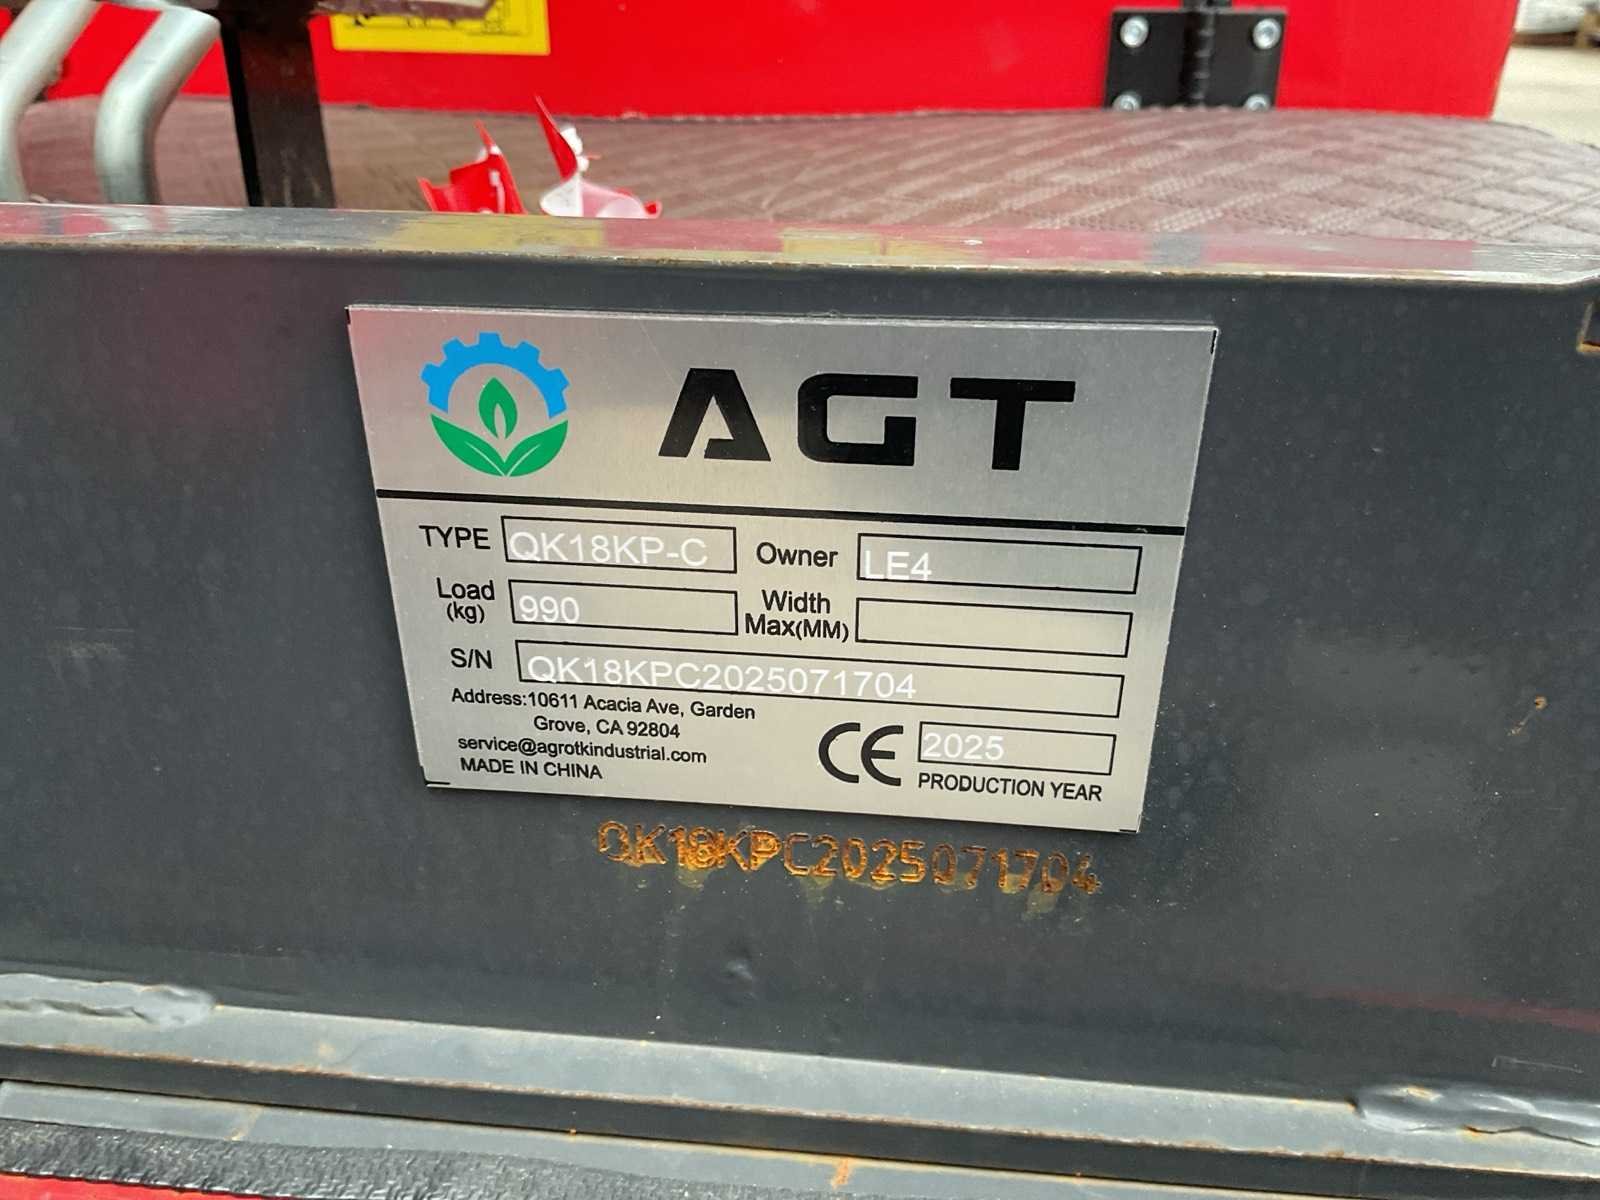 AGT
TYPE QK18KP-C Owner LE4
Load (kg) 990 Width Max(MM)
S/N QK18KPC2025071704
Address:10611 Acacia Ave, Garden
Grove, CA 92804
service@agrotkindustrial.com
MADE IN CHINA
CE 2025
PRODUCTION YEAR
QK18KPC2025071704